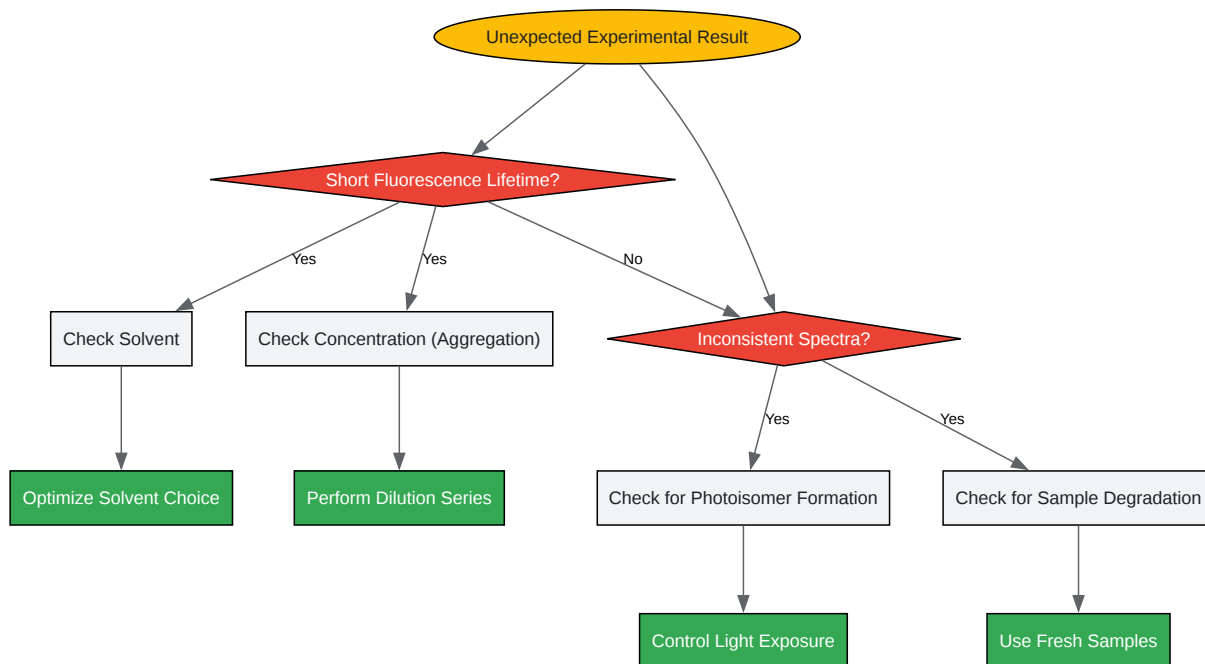 Unexpected Experimental Result
Short Fluorescence Lifetime?
Yes
Yes
No
Check Solvent
Check Concentration (Aggregation)
Inconsistent Spectra?
Yes
Yes
Optimize Solvent Choice
Perform Dilution Series
Check for Photoisomer Formation
Check for Sample Degradation
Control Light Exposure
Use Fresh Samples